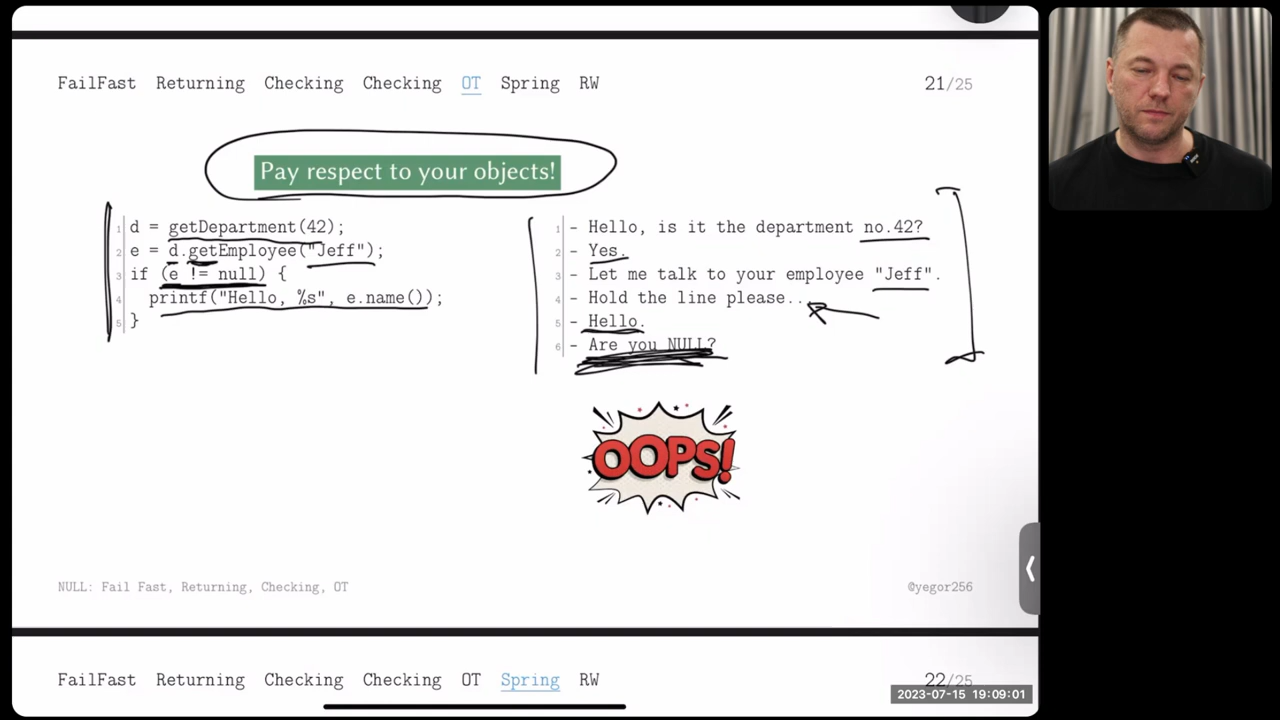 FailFast Returning Checking Checking OT Spring RW
21/25
Pay respect to your objects!
1 d = getDepartment(42);
2 e = d.getEmployee("Jeff");
3 if (e != null) {
4 printf("Hello, %s", e.name());
5 }
1 - Hello, is it the department no.42?
2 - Yes.
3 - Let me talk to your employee "Jeff".
4 - Hold the line please...
5 - Hello.
6 - Are you NULL?
OOPS!
NULL: Fail Fast, Returning, Checking, OT
@yegor256
FailFast Returning Checking Checking OT Spring RW
22/25
2023-07-15 19:09:01